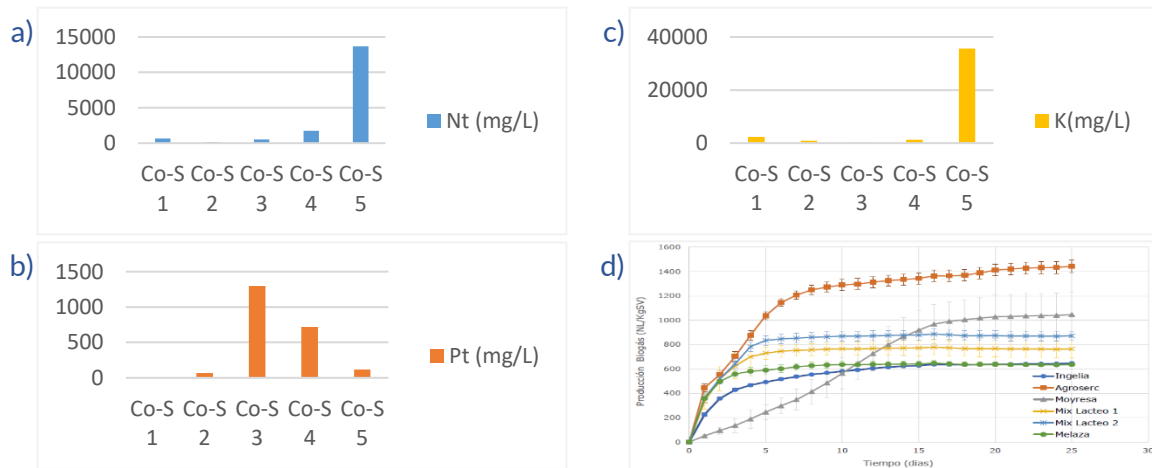 a)
15000
10000
5000
0
Co-S Co-S Co-S Co-S Co-S
1 2 3 4 5
Nt (mg/L)
b)
1500
1000
500
0
Co-S Co-S Co-S Co-S Co-S
1 2 3 4 5
Pt (mg/L)
c)
40000
20000
0
Co-S Co-S Co-S Co-S Co-S
1 2 3 4 5
K(mg/L)
d)
Producción Biogás (NL/KgSV)
1600
1400
1200
1000
800
600
400
200
0
0 5 10 15 20 25 30
Tiempo (días)
Ingelia
Agroserc
Moyresa
Mix Lacteo 1
Mix Lacteo 2
Melaza